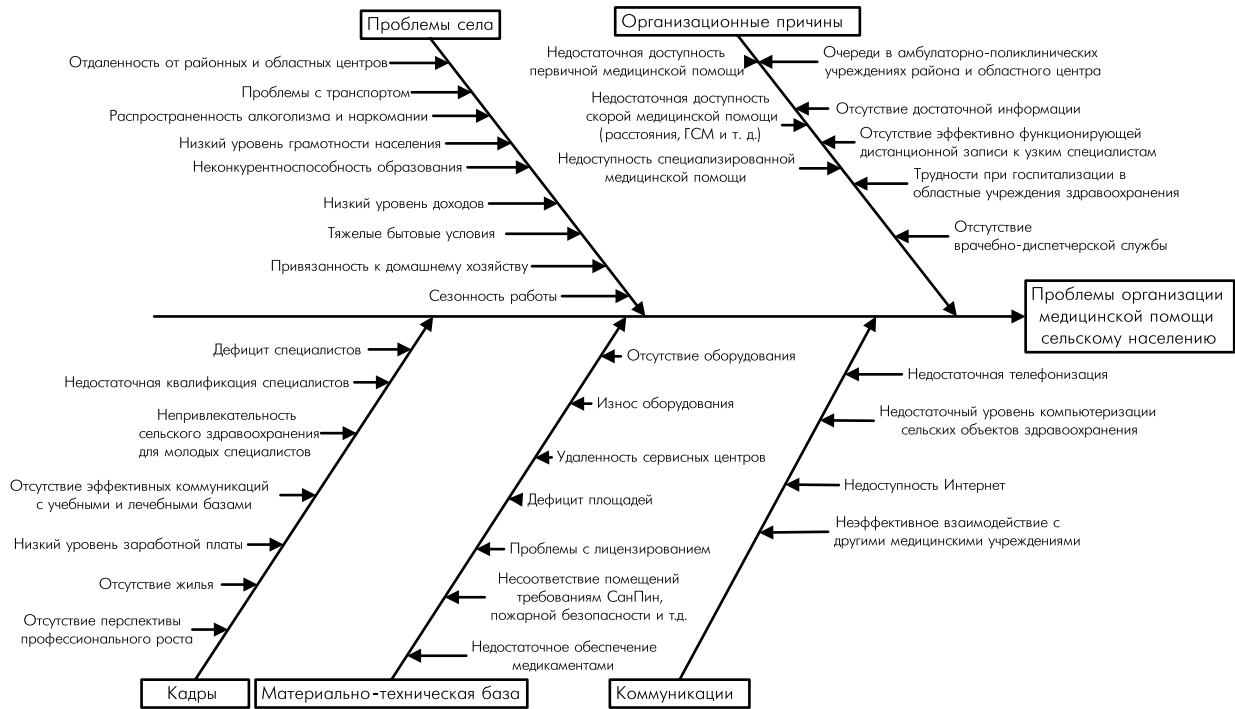 Проблемы села
Отдаленность от районных и областных центров
Проблемы с транспортом
Распространенность алкоголизма и наркомании
Низкий уровень грамотности населения
Неконкурентноспособность образования
Низкий уровень доходов
Тяжелые бытовые условия
Привязанность к домашнему хозяйству
Сезонность работы
Организационные причины
Недостаточная доступность
первичной медицинской помощи
Недостаточная доступность
скорой медицинской помощи
(расстояния, ГСМ и т. д.)
Недоступность специализированной
медицинской помощи
Очереди в амбулаторно-поликлинических
учреждениях района и областного центра
Отсутствие достаточной информации
Отсутствие эффективно функционирующей
дистанционной записи к узким специалистам
Трудности при госпитализации в
областные учреждения здравоохранения
Отстутствие
врачебно-диспетчерской службы
Проблемы организации
медицинской помощи
сельскому населению
Дефицит специалистов
Недостаточная квалификация специалистов
Непривлекательность
сельского здравоохранения
для молодых специалистов
Отсутствие эффективных коммуникаций
с учебными и лечебными базами
Низкий уровень заработной платы
Отсутствие жилья
Отсутствие перспективы
профессионального роста
Кадры
Отсутствие оборудования
Износ оборудования
Удаленность сервисных центров
Дефицит площадей
Проблемы с лицензированием
Несоответствие помещений
требованиям СанПин,
пожарной безопасности и т.д.
Недостаточное обеспечение
медикаментами
Материально-техническая база
Недостаточная телефонизация
Недостаточный уровень компьютеризации
сельских объектов здравоохранения
Недоступность Интернет
Неэффективное взаимодействие с
другими медицинскими учреждениями
Коммуникации